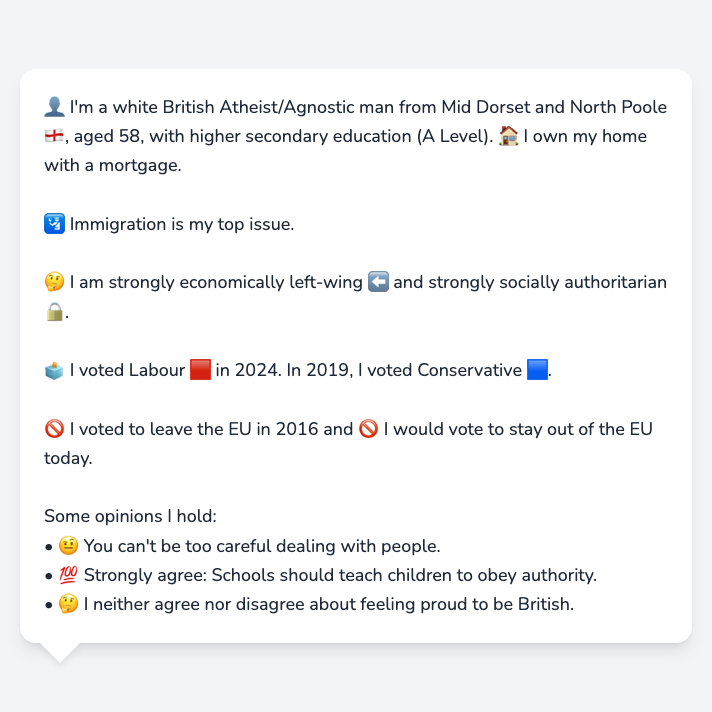 👤 I'm a white British Atheist/Agnostic man from Mid Dorset and North Poole
🏴󠁧󠁢󠁥󠁮󠁧󠁿, aged 58, with higher secondary education (A Level). 🏠 I own my home
with a mortgage.
🛂 Immigration is my top issue.
🤔 I am strongly economically left-wing ⬅️ and strongly socially authoritarian
🔒.
🗳️ I voted Labour 🟥 in 2024. In 2019, I voted Conservative 🟦.
🚫 I voted to leave the EU in 2016 and 🚫 I would vote to stay out of the EU
today.
Some opinions I hold:
• 🤨 You can't be too careful dealing with people.
• 💯 Strongly agree: Schools should teach children to obey authority.
• 🤔 I neither agree nor disagree about feeling proud to be British.